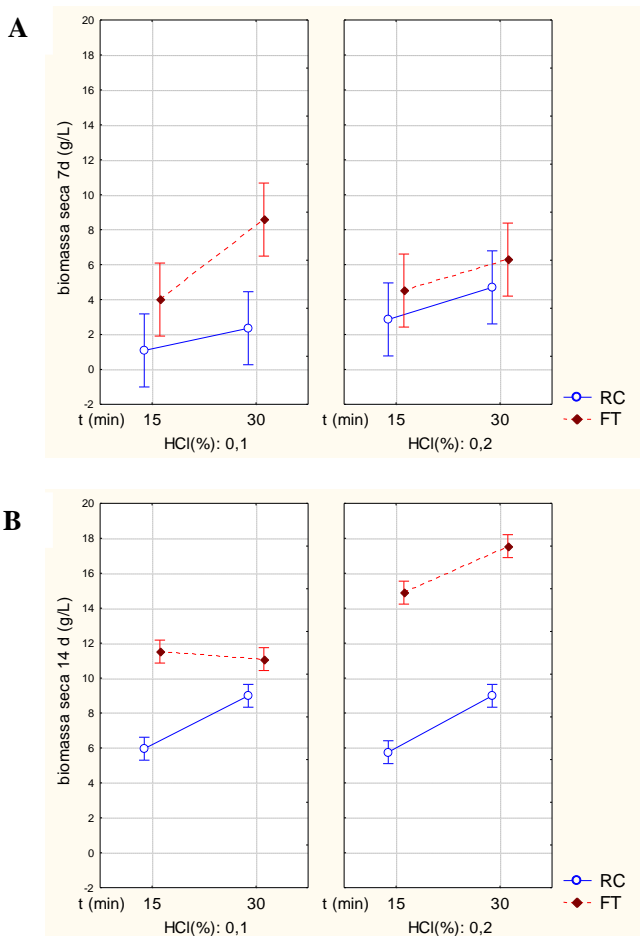 A
20
18
16
14
12
10
8
6
4
2
0
-2
biomassa seca 7d (g/L)
t (min) 15 30 15 30
HCl(%): 0,1 HCl(%): 0,2
RC
FT
B
20
18
16
14
12
10
8
6
4
2
0
-2
biomassa seca 14 d (g/L)
t (min) 15 30 15 30
HCl(%): 0,1 HCl(%): 0,2
RC
FT